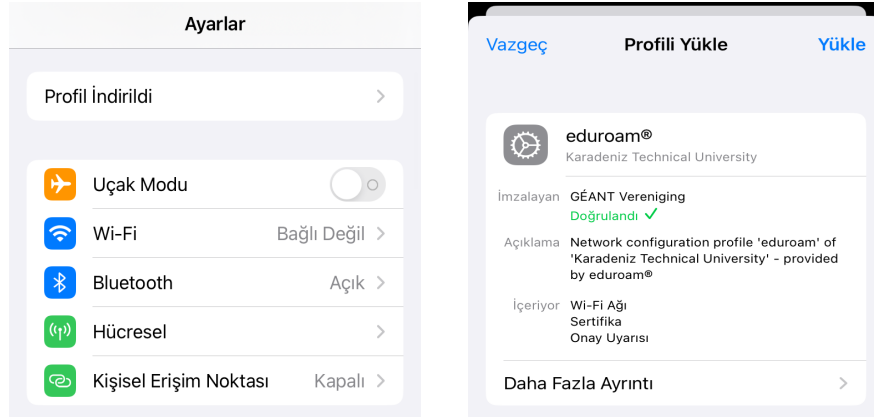 Ayarlar
Profil İndirildi
Uçak Modu
Wi-Fi Bağlı Değil
Bluetooth Açık
Hücresel
Kişisel Erişim Noktası Kapalı
Vazgeç Profili Yükle Yükle
eduroam®
Karadeniz Technical University
İmzalayan GÉANT Vereniging
Doğrulandı ✓
Açıklama Network configuration profile 'eduroam' of
'Karadeniz Technical University' - provided
by eduroam®
İçeriyor Wi-Fi Ağı
Sertifika
Onay Uyarısı
Daha Fazla Ayrıntı